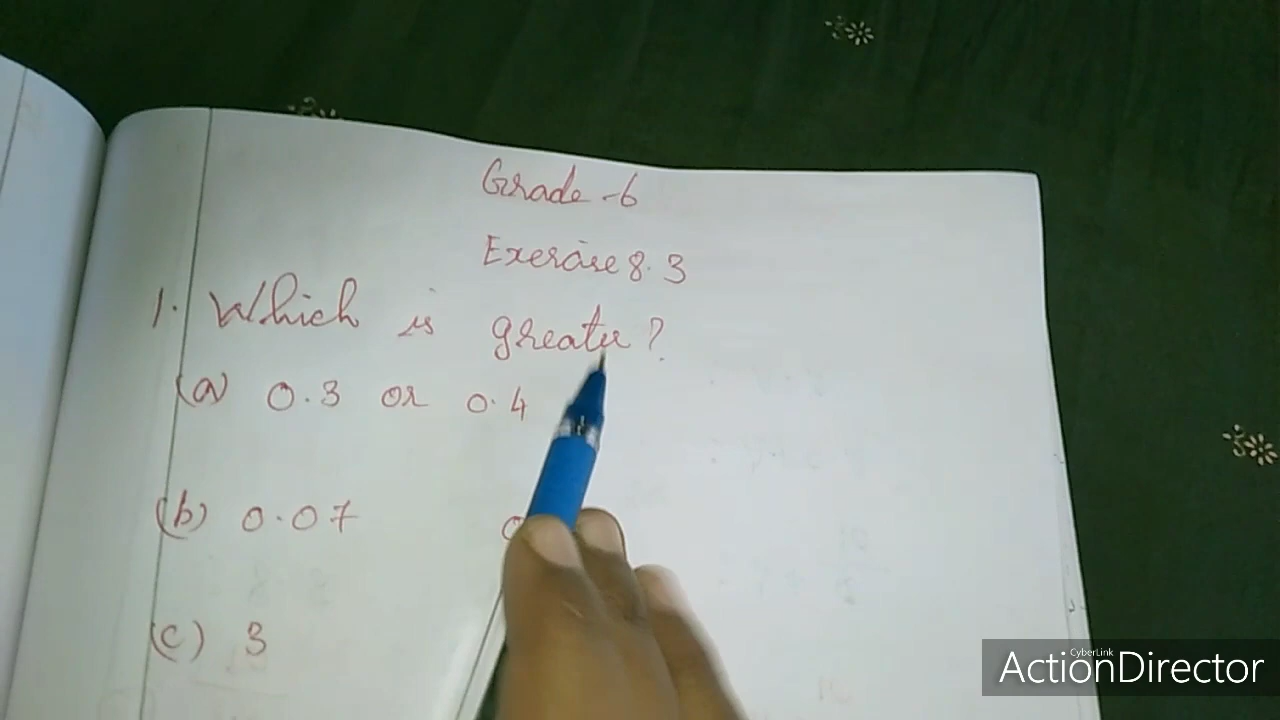 Grade -6
Exercise 8.3
1. Which is greater?
(a) 0.3 or 0.4
(b) 0.07
(c) 3
CyberLink
ActionDirector